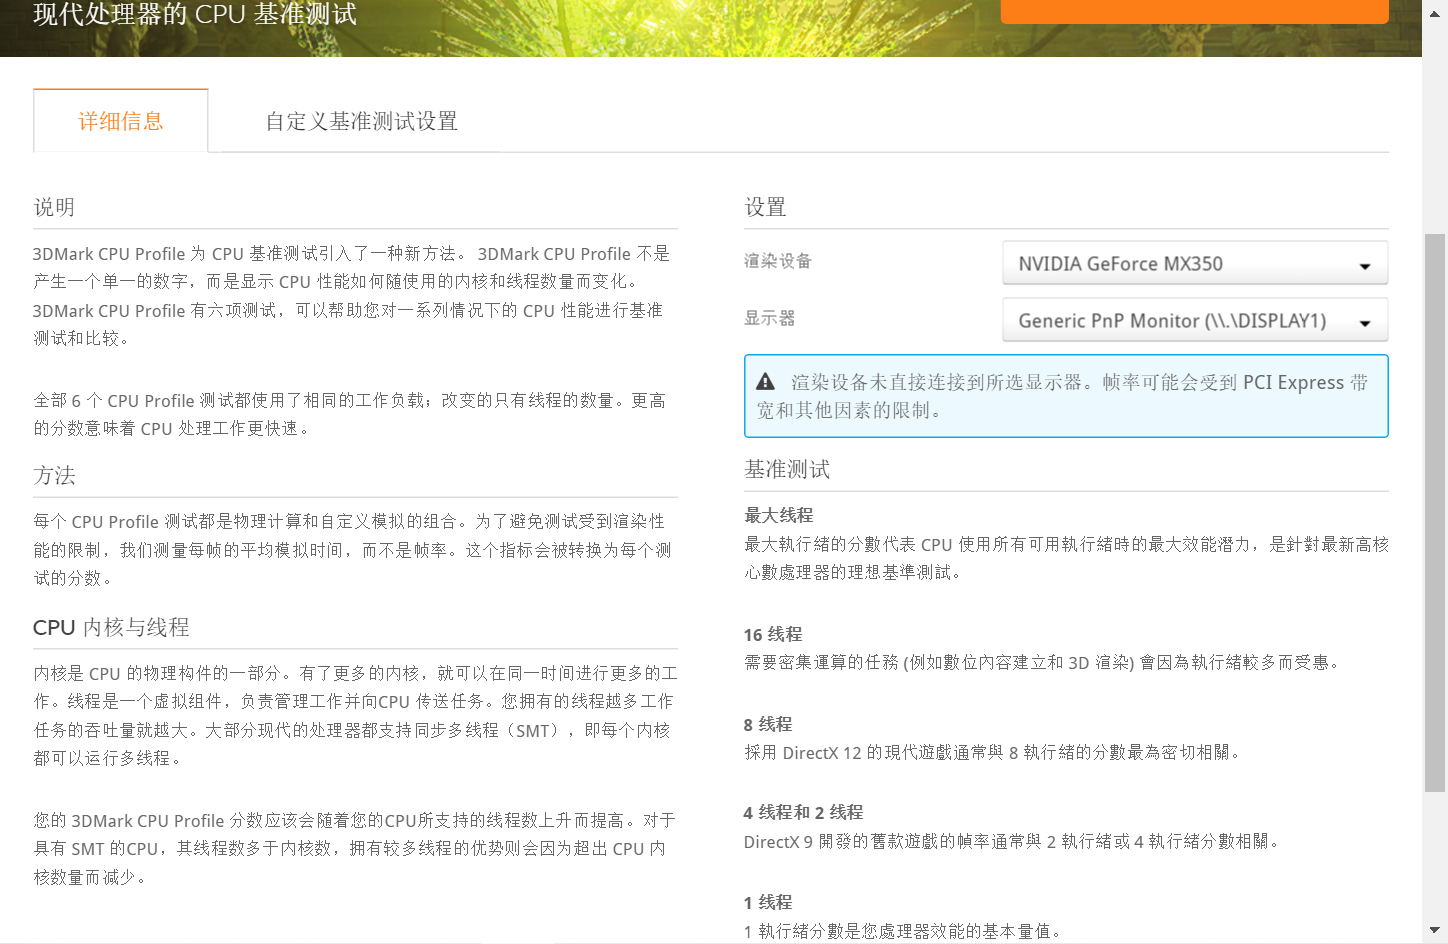 现代处理器的 CPU 基准测试
详细信息
自定义基准测试设置
说明
3DMark CPU Profile 为 CPU 基准测试引入了一种新方法。 3DMark CPU Profile 不是
产生一个单一的数字，而是显示 CPU 性能如何随使用的内核和线程数量而变化。
3DMark CPU Profile 有六项测试，可以帮助您对一系列情况下的 CPU 性能进行基准
测试和比较。
全部 6 个 CPU Profile 测试都使用了相同的工作负载；改变的只有线程的数量。更高
的分数意味着 CPU 处理工作更快速。
方法
每个 CPU Profile 测试都是物理计算和自定义模拟的组合。为了避免测试受到渲染性
能的限制，我们测量每帧的平均模拟时间，而不是帧率。这个指标会被转换为每个测
试的分数。
CPU 内核与线程
内核是 CPU 的物理构件的一部分。有了更多的内核，就可以在同一时间进行更多的工
作。线程是一个虚拟组件，负责管理工作并向CPU 传送任务。您拥有的线程越多工作
任务的吞吐量就越大。大部分现代的处理器都支持同步多线程（SMT），即每个内核
都可以运行多线程。
您的 3DMark CPU Profile 分数应该会随着您的CPU所支持的线程数上升而提高。对于
具有 SMT 的CPU，其线程数多于内核数，拥有较多线程的优势则会因为超出 CPU 内
核数量而减少。
设置
渲染设备
NVIDIA GeForce MX350
显示器
Generic PnP Monitor (\\.\DISPLAY1)
渲染设备未直接连接到所选显示器。帧率可能会受到 PCI Express 带
宽和其他因素的限制。
基准测试
最大线程
最大執行緒的分數代表 CPU 使用所有可用執行緒時的最大效能潛力，是針對最新高核
心數處理器的理想基準測試。
16 线程
需要密集運算的任務 (例如數位內容建立和 3D 渲染) 會因為執行緒較多而受惠。
8 线程
採用 DirectX 12 的現代遊戲通常與 8 執行緒的分數最為密切相關。
4 线程和 2 线程
DirectX 9 開發的舊款遊戲的幀率通常與 2 執行緒或 4 執行緒分數相關。
1 线程
1 執行緒分數是您處理器效能的基本量值。